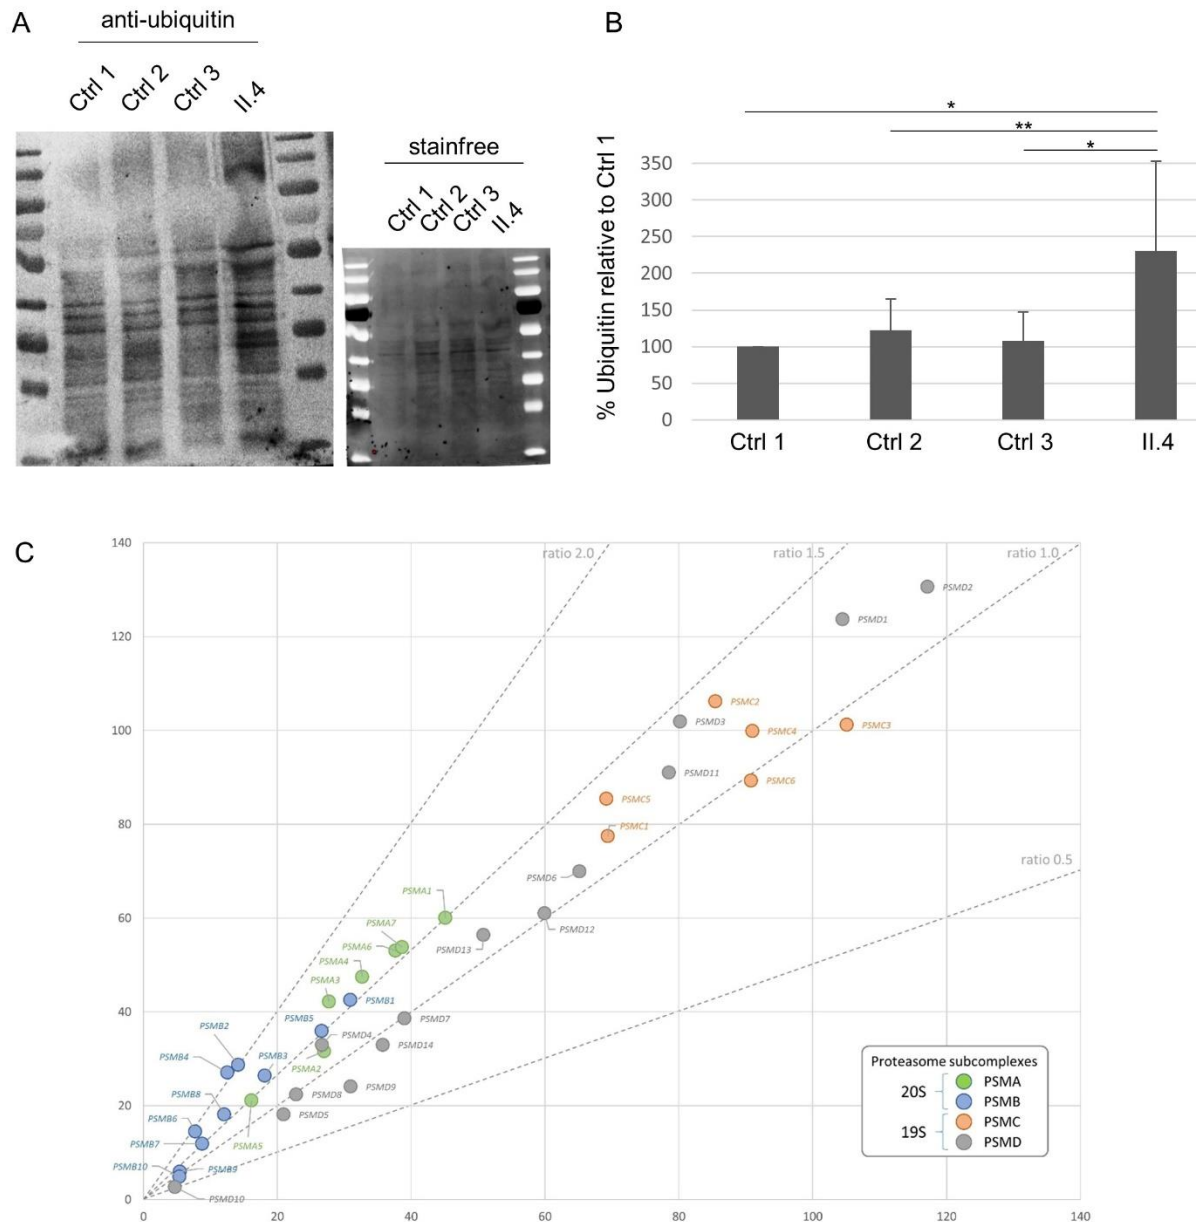 A
anti-ubiquitin
Ctrl 1
Ctrl 2
Ctrl 3
II.4
stainfree
Ctrl 1
Ctrl 2
Ctrl 3
II.4
B
*
**
*
% Ubiquitin relative to Ctrl 1
350
300
250
200
150
100
50
0
Ctrl 1
Ctrl 2
Ctrl 3
II.4
C
140
120
100
80
60
40
20
0
ratio 2.0
ratio 1.5
ratio 1.0
ratio 0.5
PSMD2
PSMD1
PSMC2
PSMD3
PSMC4
PSMC3
PSMD11
PSMC6
PSMC5
PSMC1
PSMD6
PSMA1
PSMD12
PSMA7
PSMA6
PSMD13
PSMA4
PSMA3
PSMB1
PSMB5
PSMD7
PSMB2
PSMD4
PSMD14
PSMB4
PSMB3
PSMA2
PSMB8
PSMD8
PSMD9
PSMB6
PSMD5
PSMB7
PSMA5
PSMB10
PSMB9
PSMD10
Proteasome subcomplexes
20S
PSMA
PSMB
19S
PSMC
PSMD
0
20
40
60
80
100
120
140